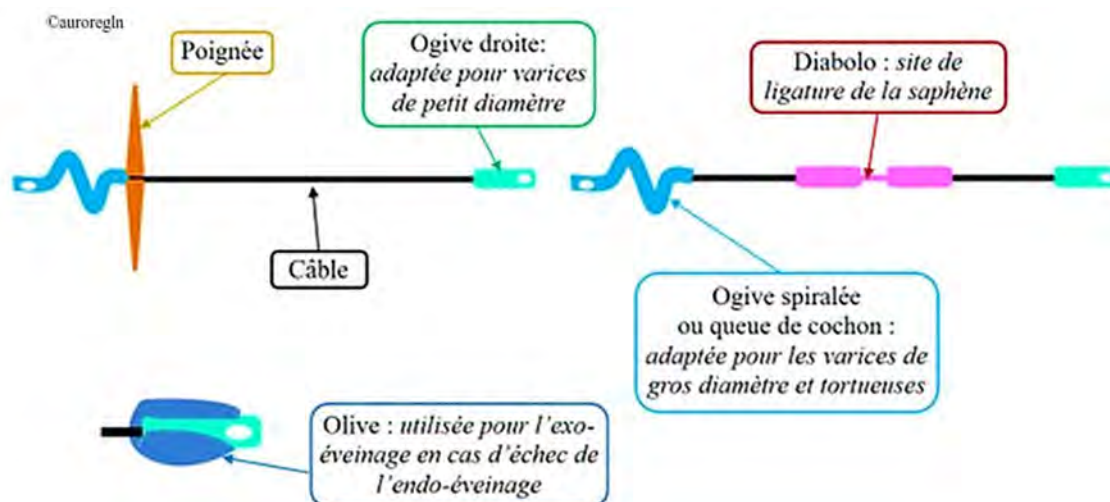 ©auroregln
Poignée
Ogive droite:
adaptée pour varices
de petit diamètre
Diabolo : site de
ligature de la saphène
Câble
Ogive spiralée
ou queue de cochon :
adaptée pour les varices de
gros diamètre et tortueuses
Olive : utilisée pour l'exo-
éveinage en cas d'échec de
l'endo-éveinage